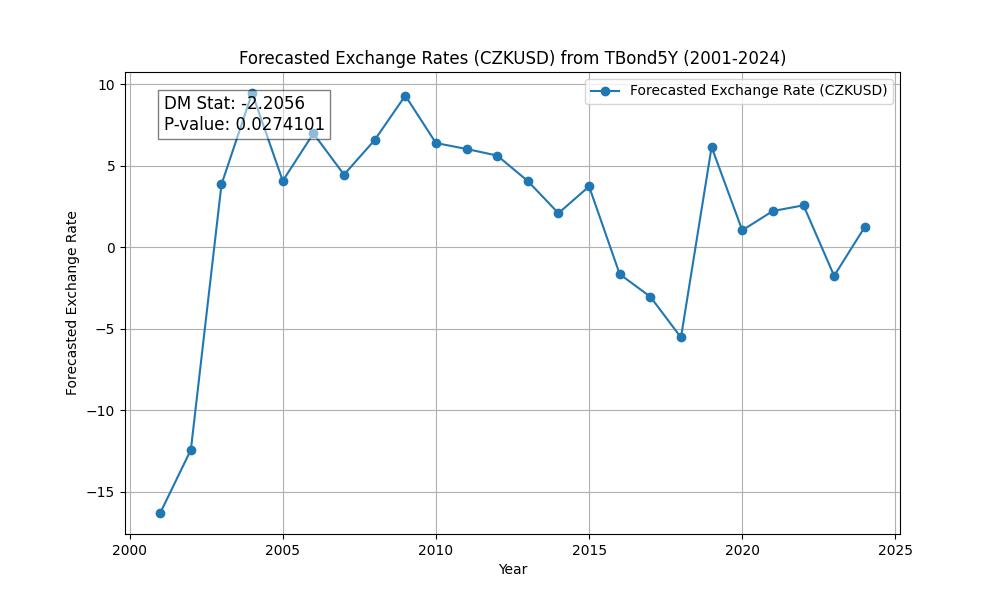 Forecasted Exchange Rates (CZKUSD) from TBond5Y (2001-2024)
DM Stat: -2.2056
P-value: 0.0274101
Forecasted Exchange Rate (CZKUSD)
Forecasted Exchange Rate
10
5
0
−5
−10
−15
2000 2005 2010 2015 2020 2025
Year